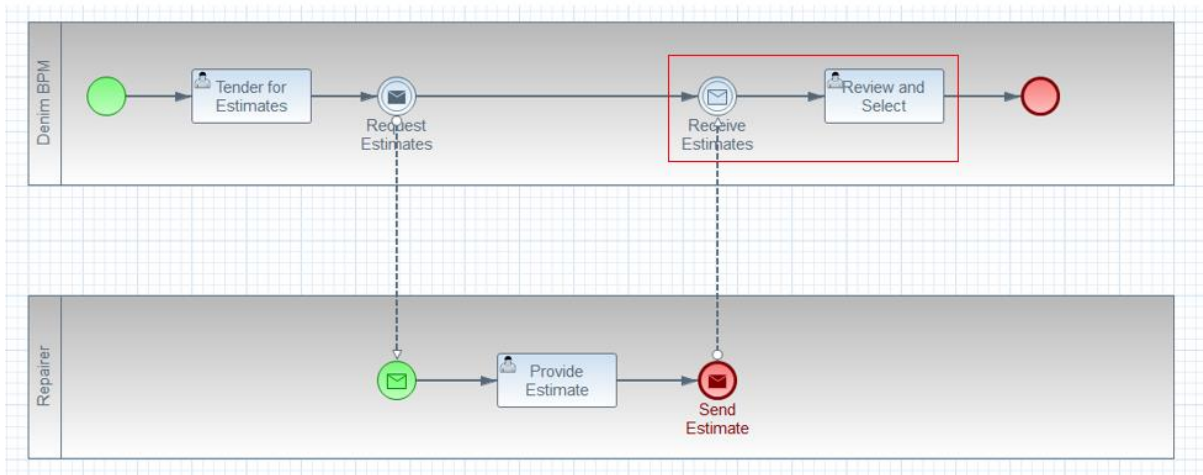 Denim BPM
Tender for
Estimates
Request
Estimates
Receive
Estimates
Review and
Select
Repairer
Provide
Estimate
Send
Estimate